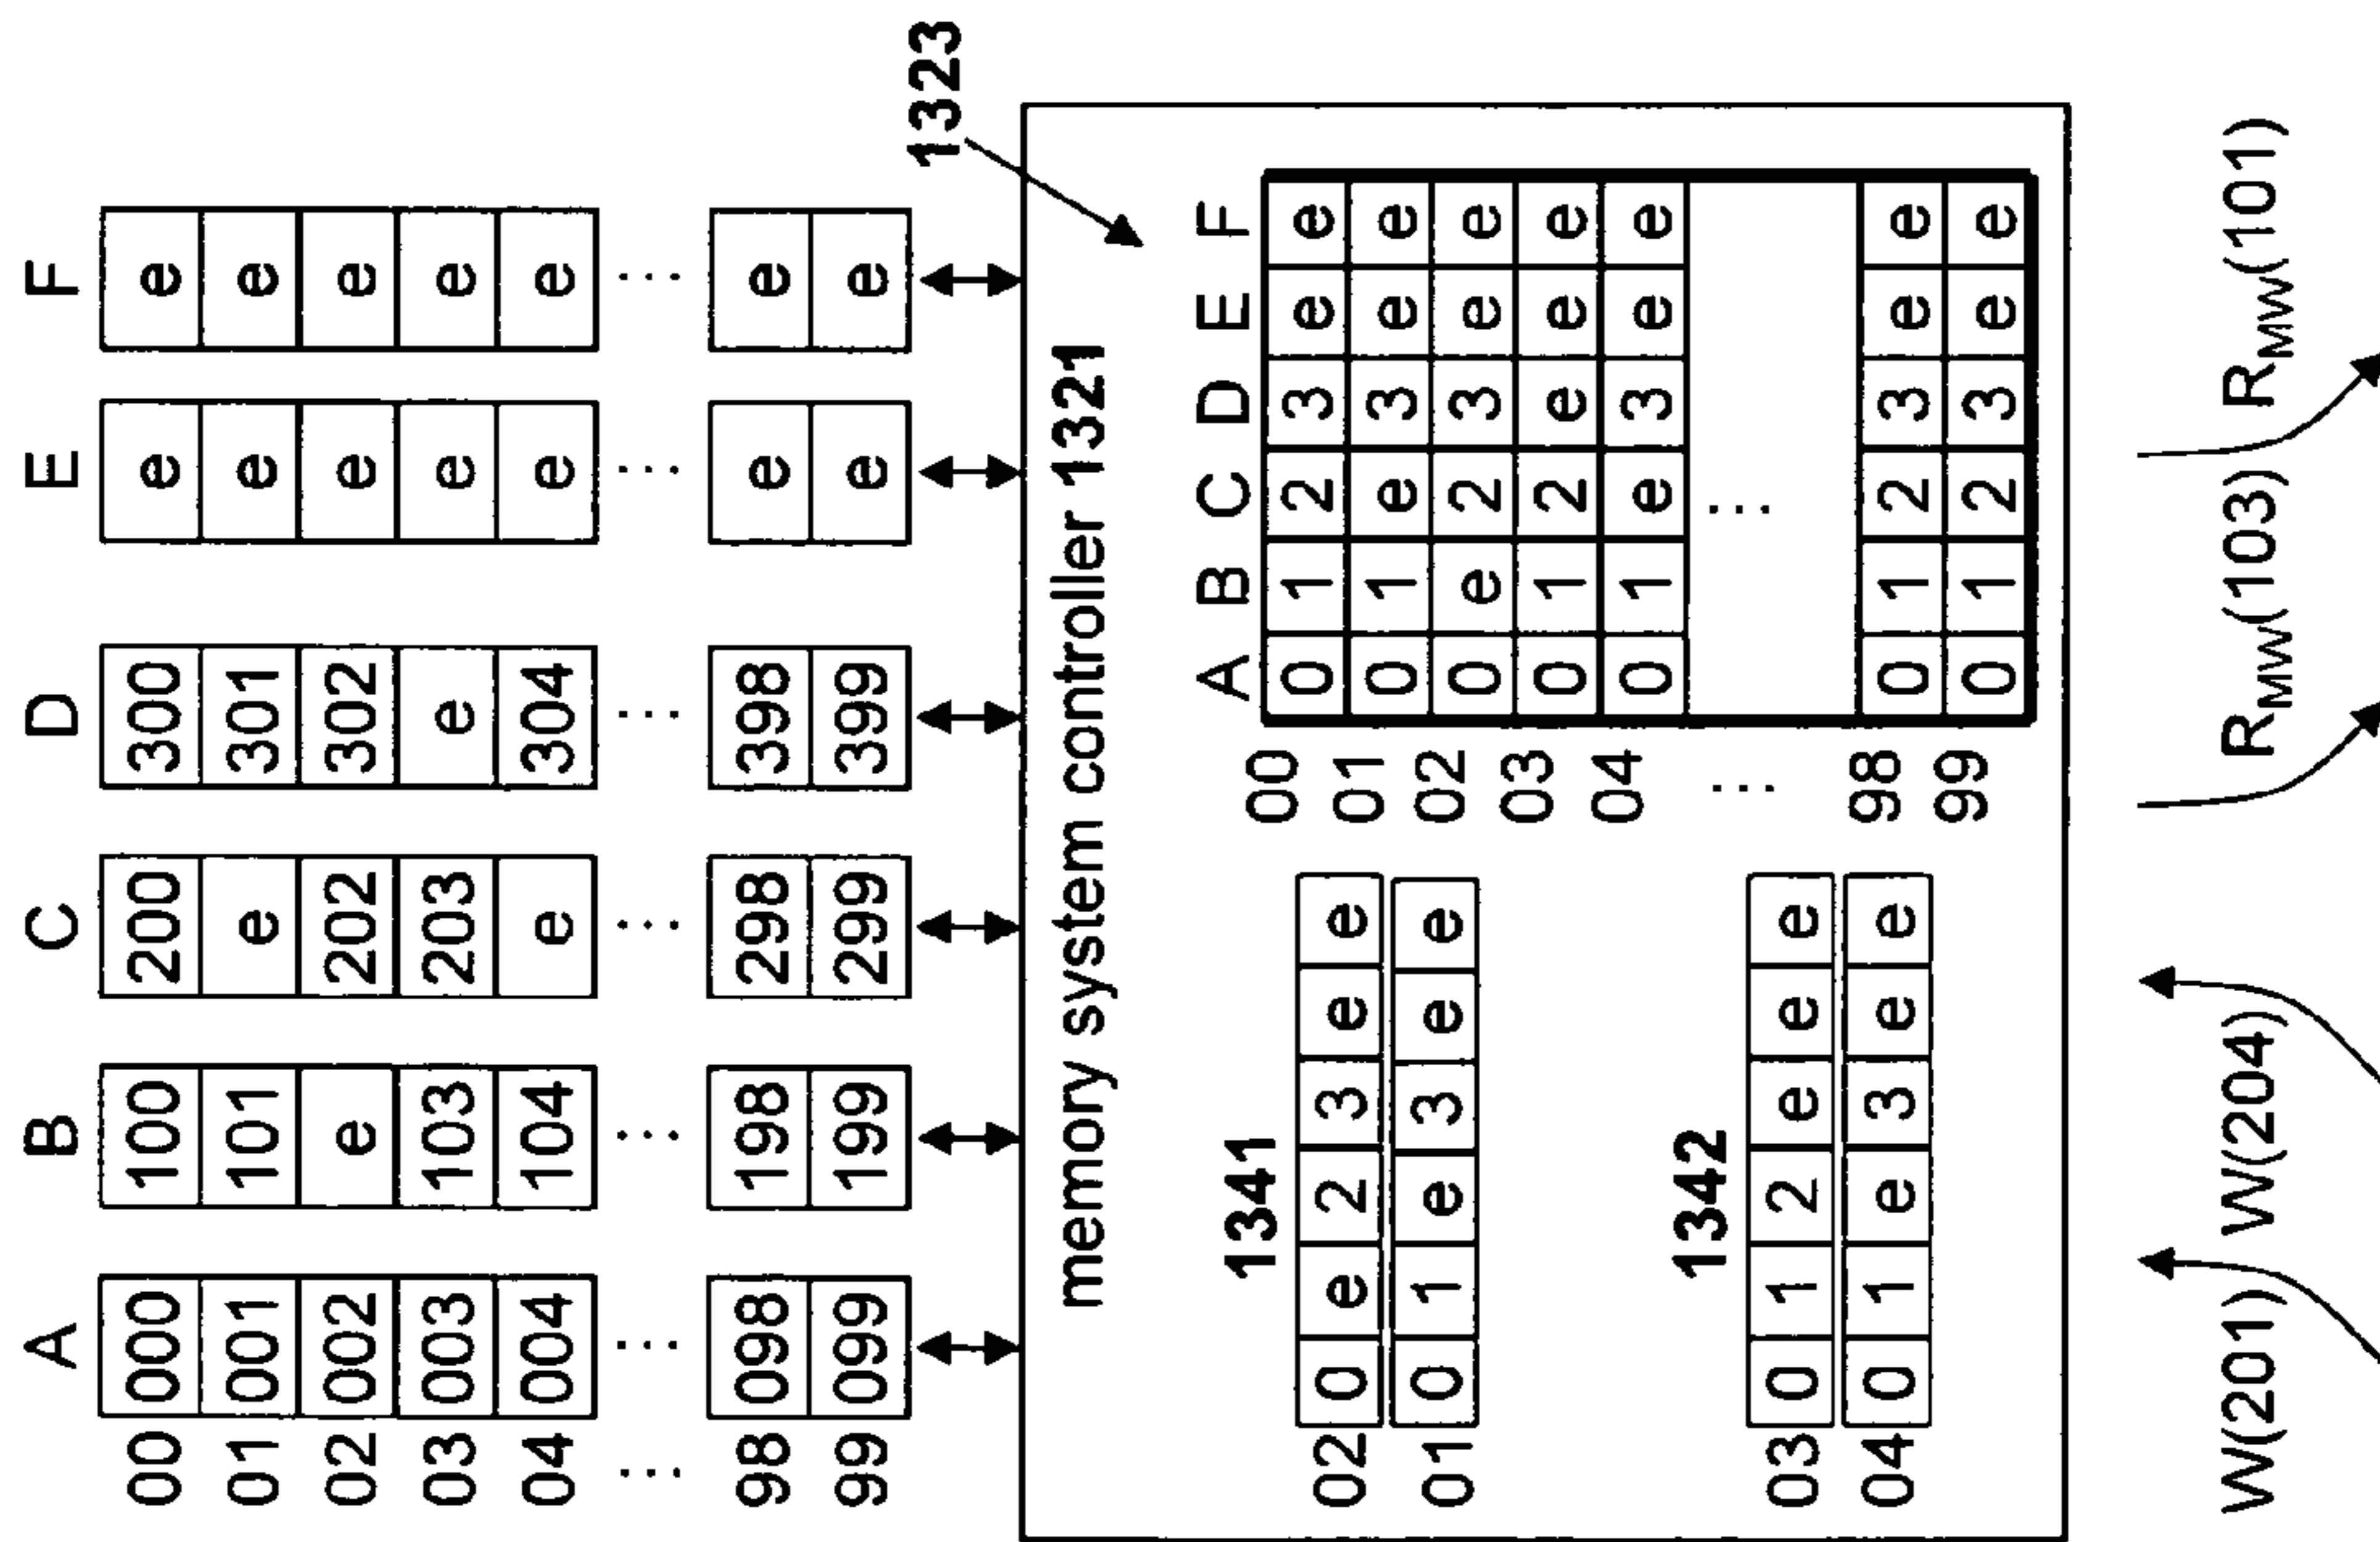 A B C D E F
00 000 100 200 300 e e
01 001 101 e 301 e e
02 002 e 202 302 e e
03 003 103 203 e e e
04 004 104 e 304 e e
... ... ... ... ... ... ...
98 098 198 298 398 e e
99 099 199 299 399 e e
1323
memory system controller 1321
1341
02 0 e 2 3 e e
01 0 1 e 3 e e
1342
03 0 1 2 e e e
04 0 1 e 3 e e
A B C D E F
00 0 1 2 3 e e
01 0 1 e 3 e e
02 0 e 2 3 e e
03 0 1 2 e e e
04 0 1 e 3 e e
... ...
98 0 1 2 3 e e
99 0 1 2 3 e e
W(201) W(204) RMW(103) RMW(101)